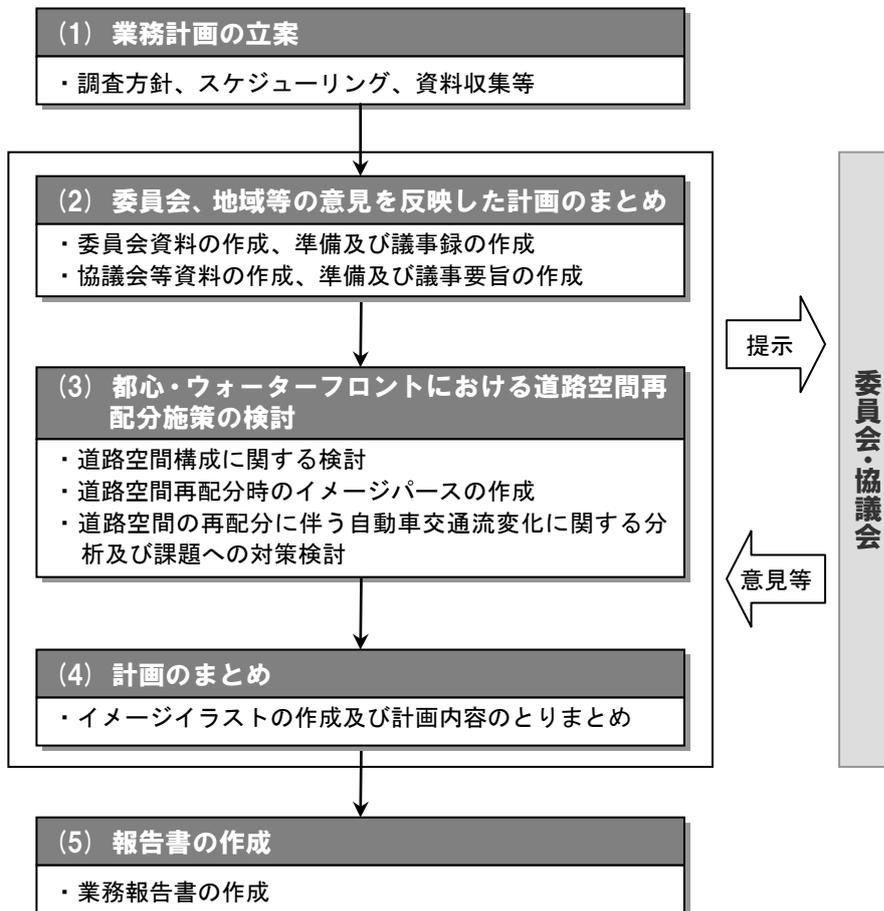 (1) 業務計画の立案
・調査方針、スケジューリング、資料収集等
(2) 委員会、地域等の意見を反映した計画のまとめ
・委員会資料の作成、準備及び議事録の作成
・協議会等資料の作成、準備及び議事要旨の作成
(3) 都心・ウォーターフロントにおける道路空間再
配分施策の検討
・道路空間構成に関する検討
・道路空間再配分時のイメージパースの作成
・道路空間の再配分に伴う自動車交通流変化に関する分
析及び課題への対策検討
(4) 計画のまとめ
・イメージイラストの作成及び計画内容のとりまとめ
(5) 報告書の作成
・業務報告書の作成
提示
意見等
委員会・協議会